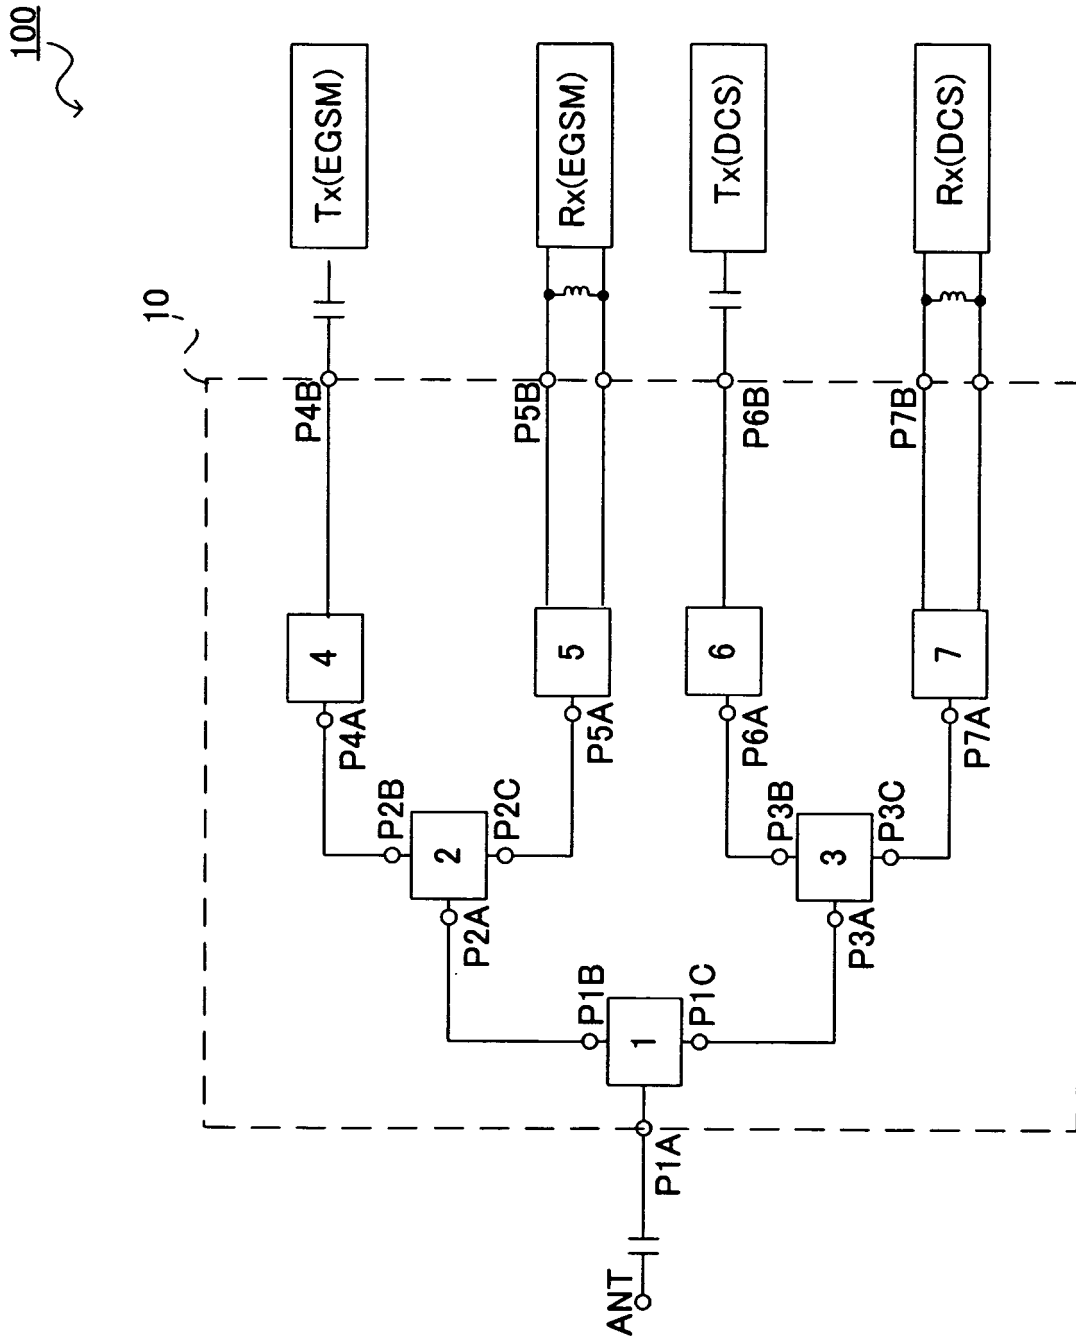 100
10
Tx(EGSM)
Rx(EGSM)
Tx(DCS)
Rx(DCS)
P4B
P5B
P6B
P7B
4
5
6
7
P4A
P5A
P6A
P7A
P2B
2
P2C
P2A
P3B
3
P3C
P3A
P1B
1
P1C
P1A
ANT